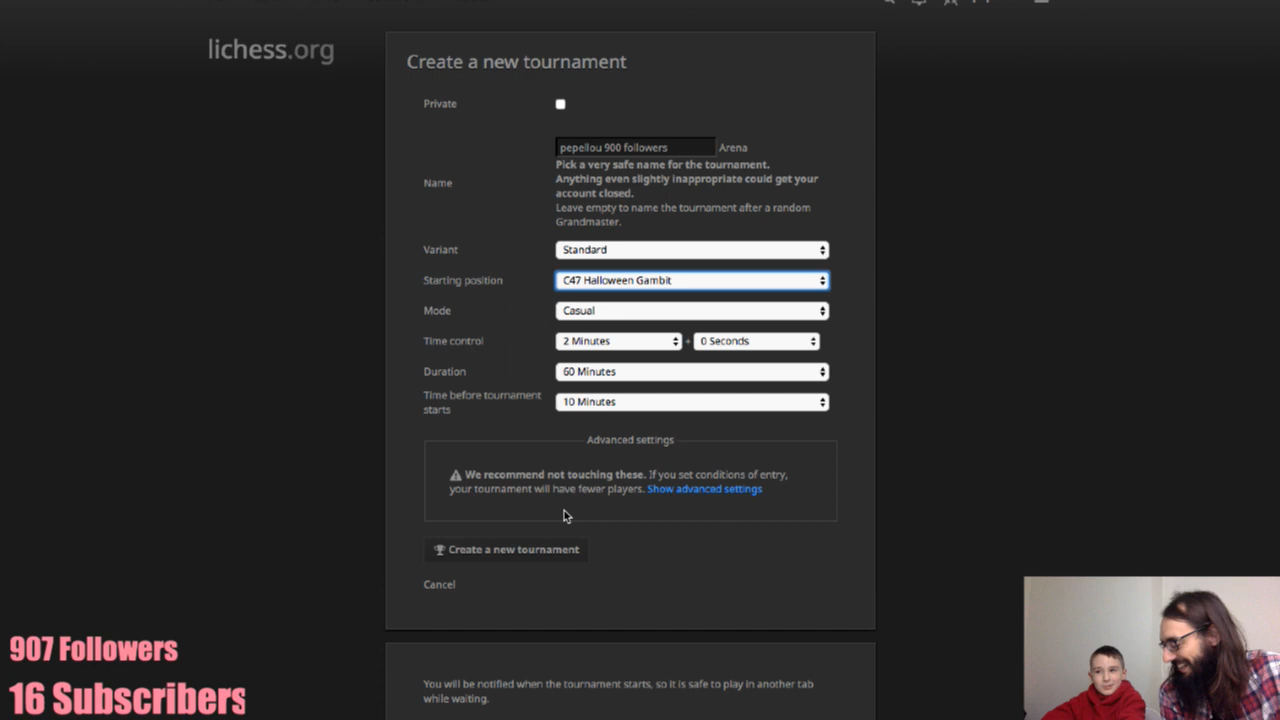 lichess.org
Create a new tournament
Private
pepellou 900 followers Arena
Pick a very safe name for the tournament.
Anything even slightly inappropriate could get your
account closed.
Name
Leave empty to name the tournament after a random
Grandmaster.
Variant Standard
Starting position C47 Halloween Gambit
Mode Casual
Time control 2 Minutes + 0 Seconds
Duration 60 Minutes
Time before tournament
starts
10 Minutes
Advanced settings
We recommend not touching these. If you set conditions of entry,
your tournament will have fewer players. Show advanced settings
Create a new tournament
Cancel
You will be notified when the tournament starts, so it is safe to play in another tab
while waiting.
907 Followers
16 Subscribers